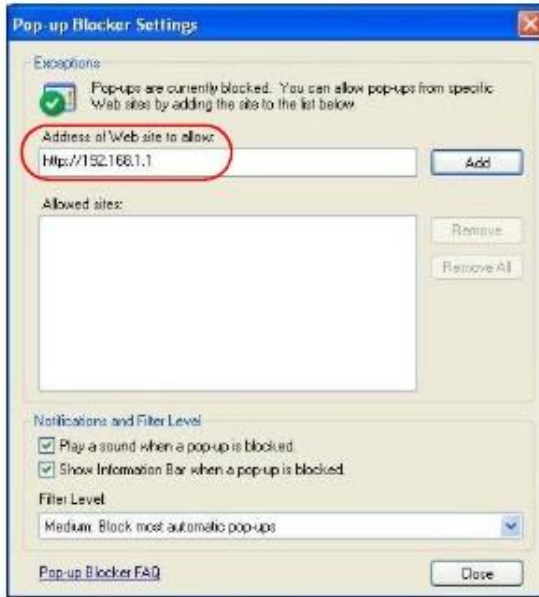 Pop-up Blocker Settings
Exceptions
Pop-ups are currently blocked. You can allow pop-ups from specific
Web sites by adding the site to the list below.
Address of Web site to allow:
http://192.168.1.1
Add
Allowed sites:
Remove
Remove All
Notifications and Filter Level
Play a sound when a pop-up is blocked.
Show Information Bar when a pop-up is blocked.
Filter Level:
Medium: Block most automatic pop-ups
Pop-up Blocker FAQ
Close